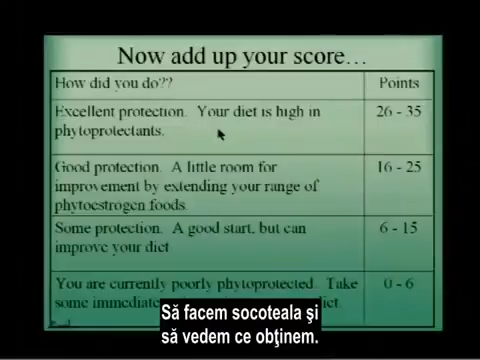 Now add up your score…
How did you do?? Points
Excellent protection. Your diet is high in 26 - 35
phytoprotectants.
Good protection. A little room for 16 - 25
improvement by extending your range of
phytoestrogen foods
Some protection. A good start, but can 6 - 15
improve your diet
You are currently poorly phytoprotected. Take 0 - 6
some immediate
Să facem socoteala şi
să vedem ce obţinem.